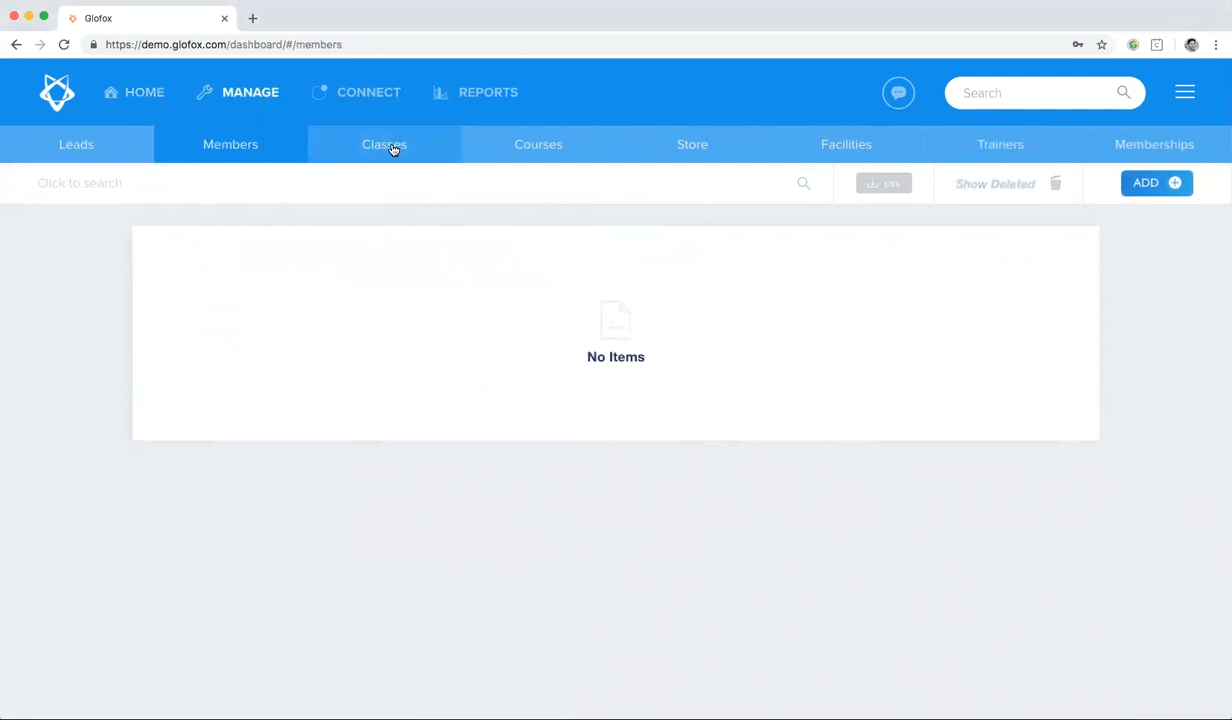 Glofox
https://demo.glofox.com/dashboard/#/members
HOME MANAGE CONNECT REPORTS Search
Leads Members Classes Courses Store Facilities Trainers Memberships
Click to search CSV Show Deleted ADD
No Items